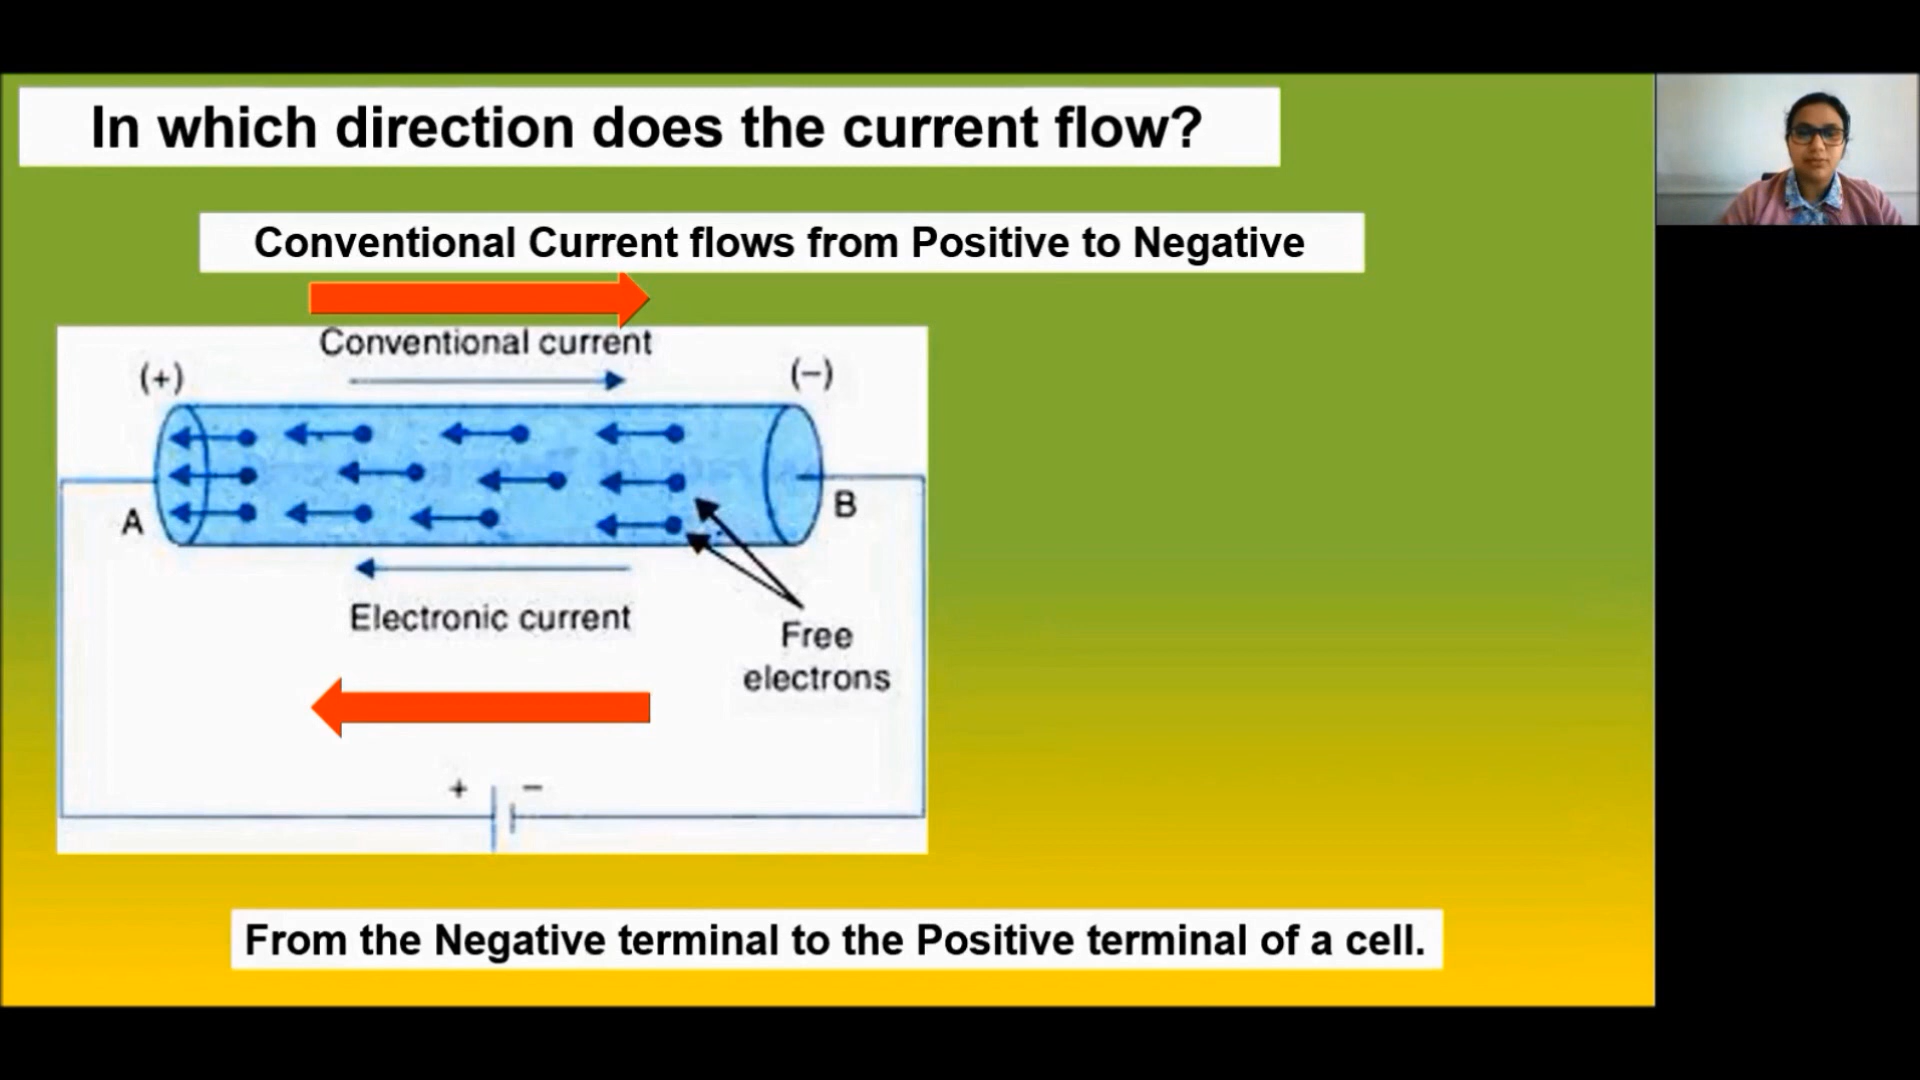 In which direction does the current flow?
Conventional Current flows from Positive to Negative
Conventional current
(+)
(−)
A
B
Electronic current
Free
electrons
+
−
From the Negative terminal to the Positive terminal of a cell.